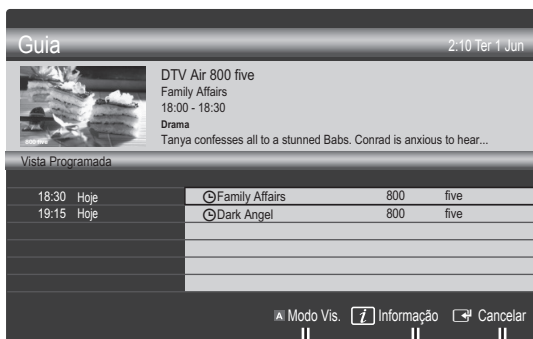 Guia 2:10 Ter 1 Jun
DTV Air 800 five
Family Affairs
18:00 - 18:30
Drama
Tanya confesses all to a stunned Babs. Conrad is anxious to hear...
800 five
Vista Programada
18:30 Hoje Family Affairs 800 five
19:15 Hoje Dark Angel 800 five
A Modo Vis. i Informação Cancelar